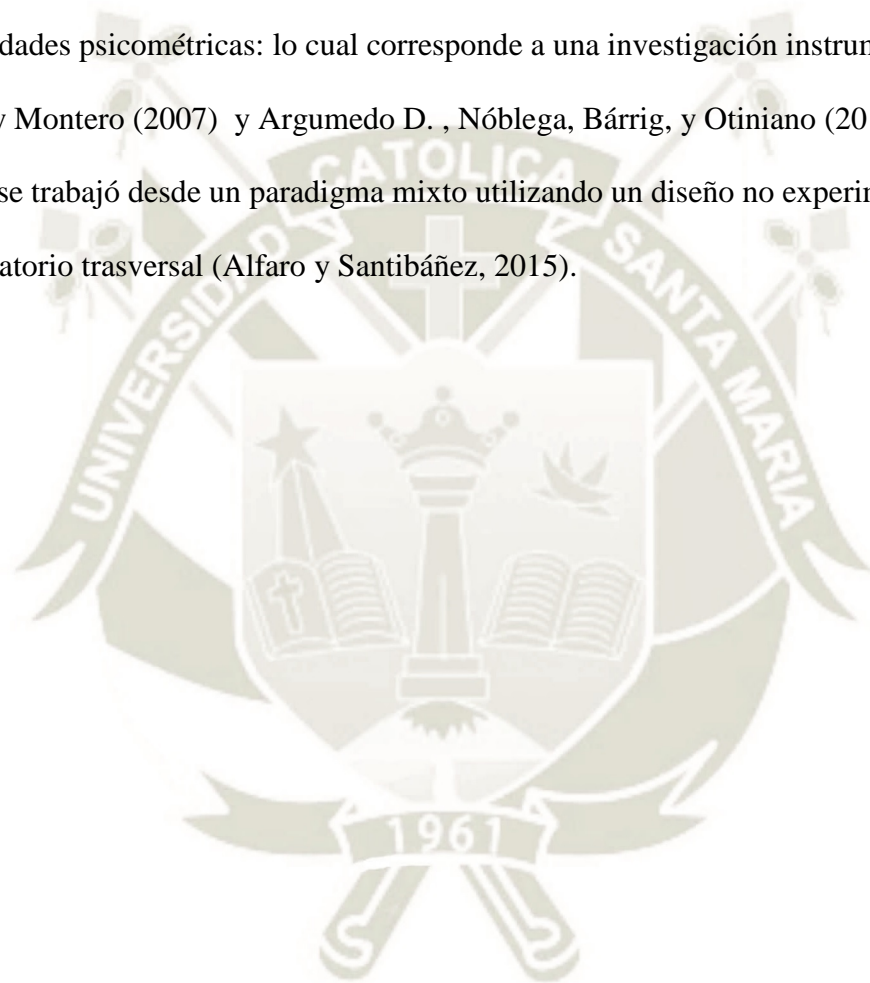 dades psicométricas: lo cual corresponde a una investigación instrum
y Montero (2007) y Argumedo D. , Nóblega, Bárrig, y Otiniano (20
se trabajó desde un paradigma mixto utilizando un diseño no experim
atorio trasversal (Alfaro y Santibáñez, 2015).
UNIVERSIDAD CATOLICA SANTA MARIA
1961